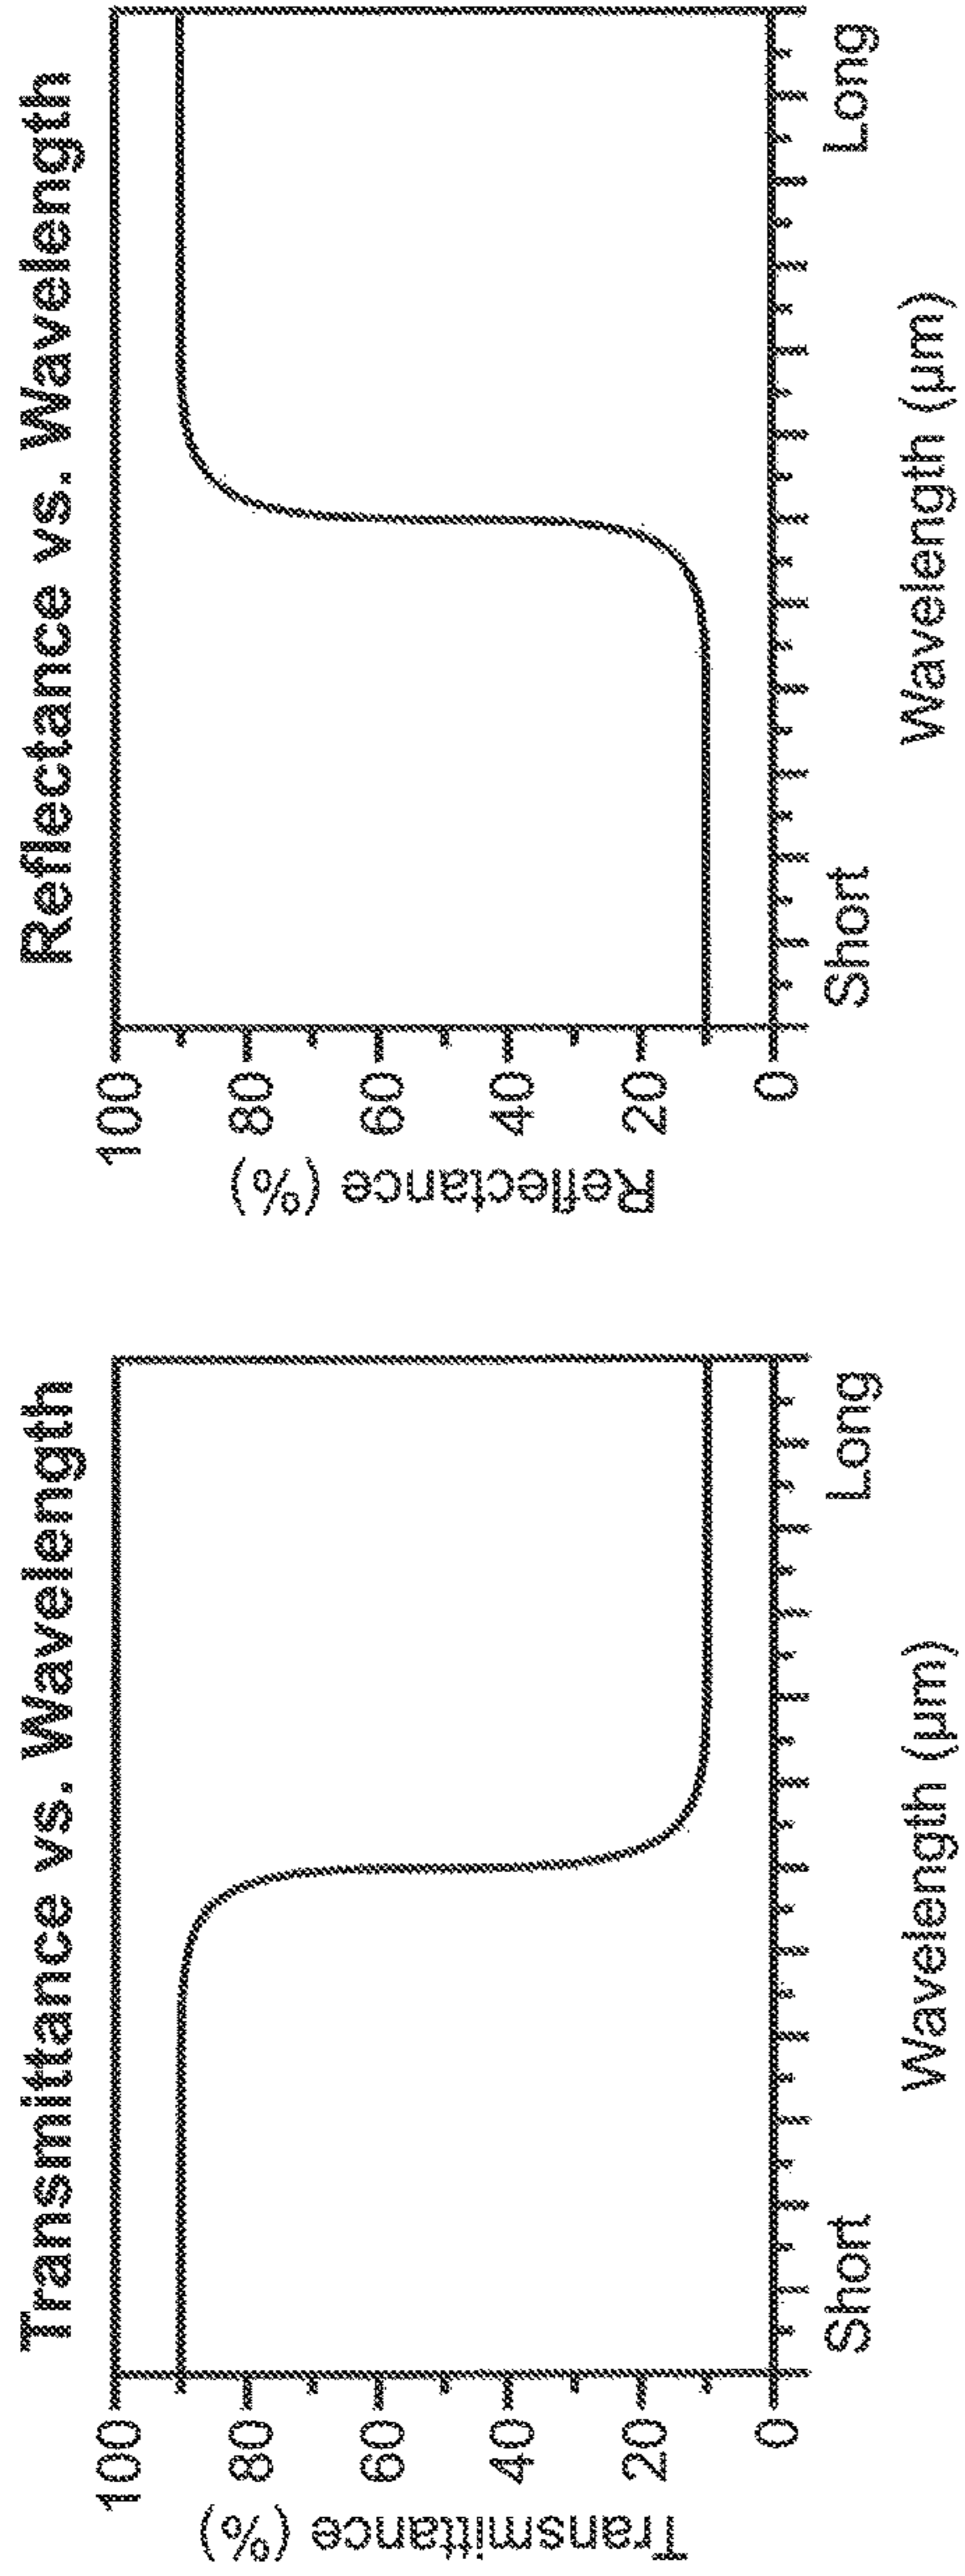 Transmittance vs. Wavelength
Transmittance (%)
100
80
60
40
20
0
Short
Long
Wavelength (µm)
Reflectance vs. Wavelength
Reflectance (%)
100
80
60
40
20
0
Short
Long
Wavelength (µm)